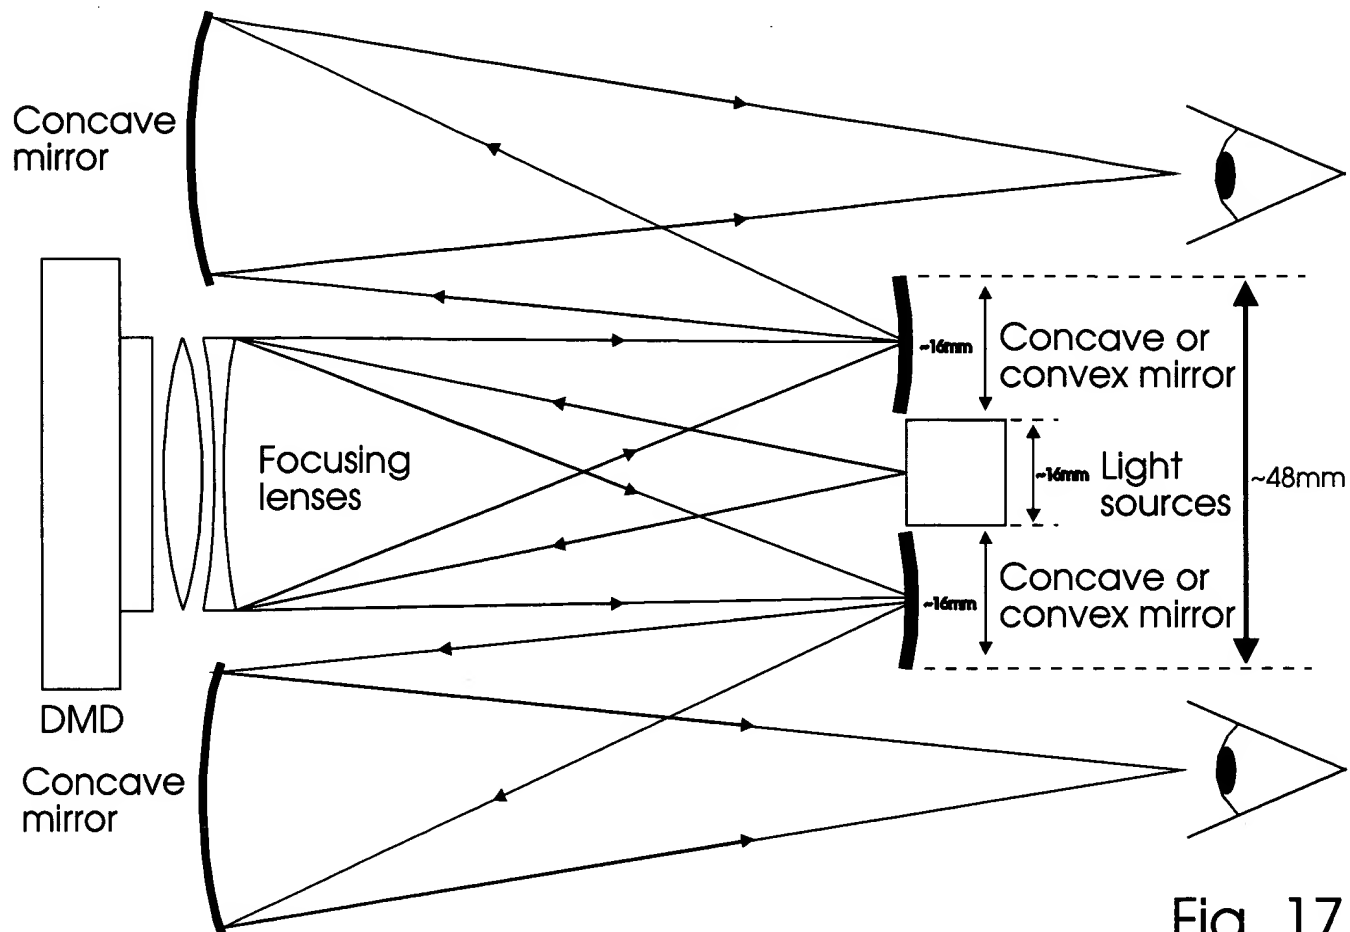 Concave
mirror
~16mm
Concave or
convex mirror
Focusing
lenses
~16mm
Light
sources
~48mm
~16mm
Concave or
convex mirror
DMD
Concave
mirror
Fig. 17